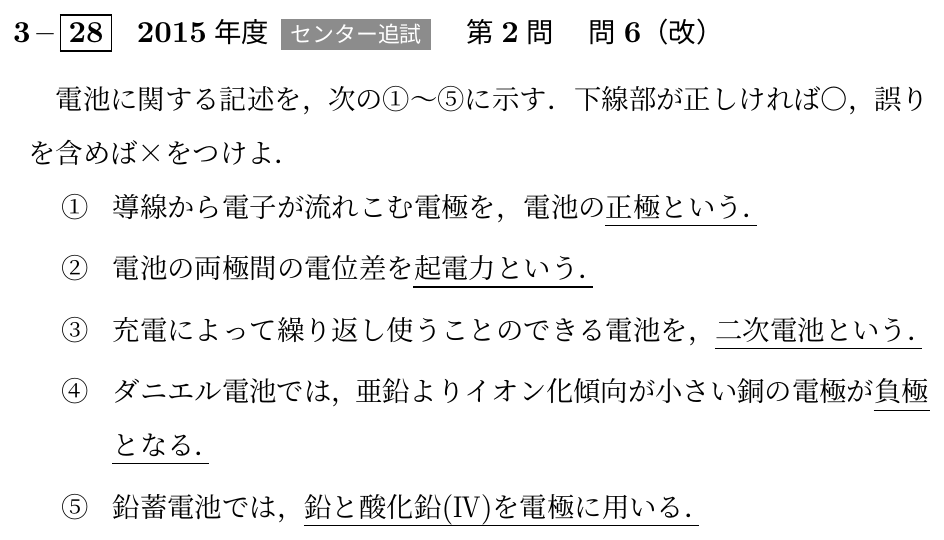 3－28 2015 年度 センター追試 第 2 問 問 6（改）
電池に関する記述を，次の①～⑤に示す．下線部が正しければ○，誤り
を含めば×をつけよ．
① 導線から電子が流れこむ電極を，電池の正極という．
② 電池の両極間の電位差を起電力という．
③ 充電によって繰り返し使うことのできる電池を，二次電池という．
④ ダニエル電池では，亜鉛よりイオン化傾向が小さい銅の電極が負極
となる．
⑤ 鉛蓄電池では，鉛と酸化鉛(Ⅳ)を電極に用いる．